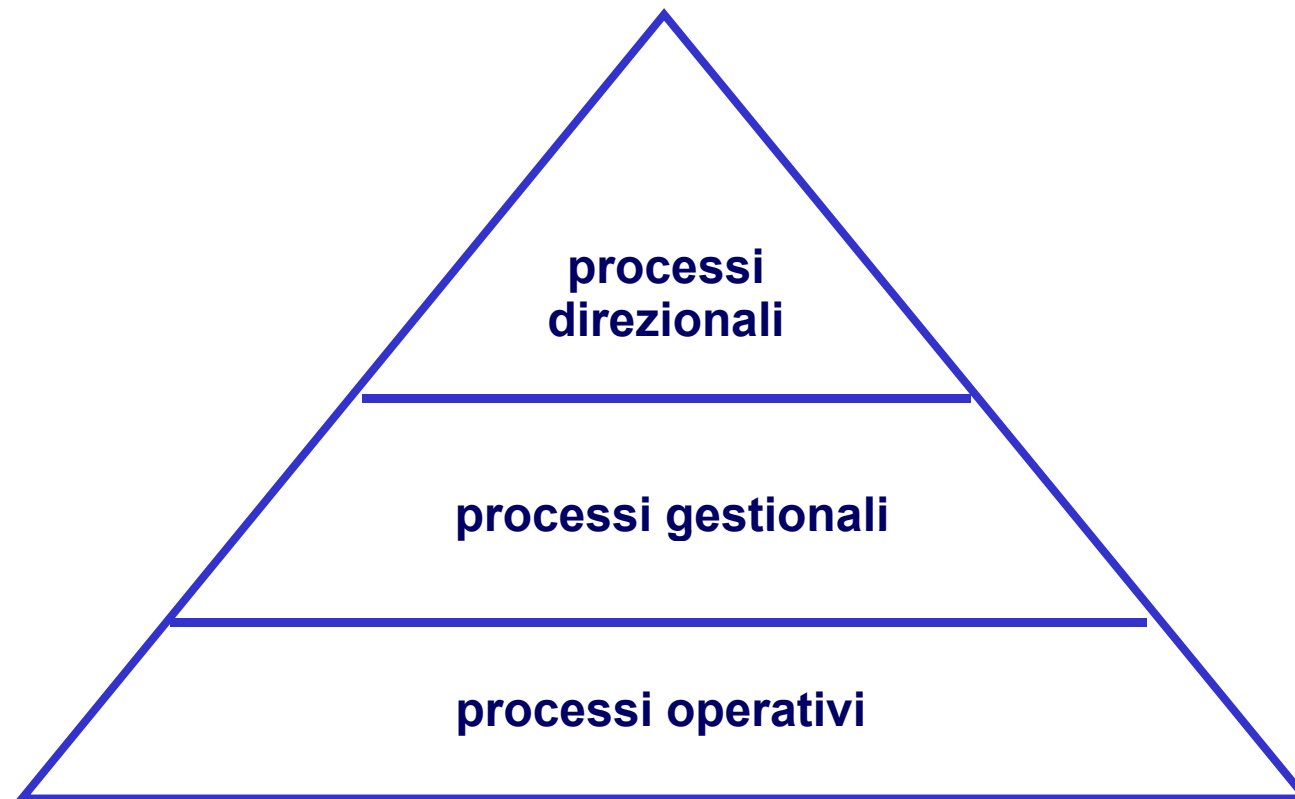 processi
direzionali
processi gestionali
processi operativi